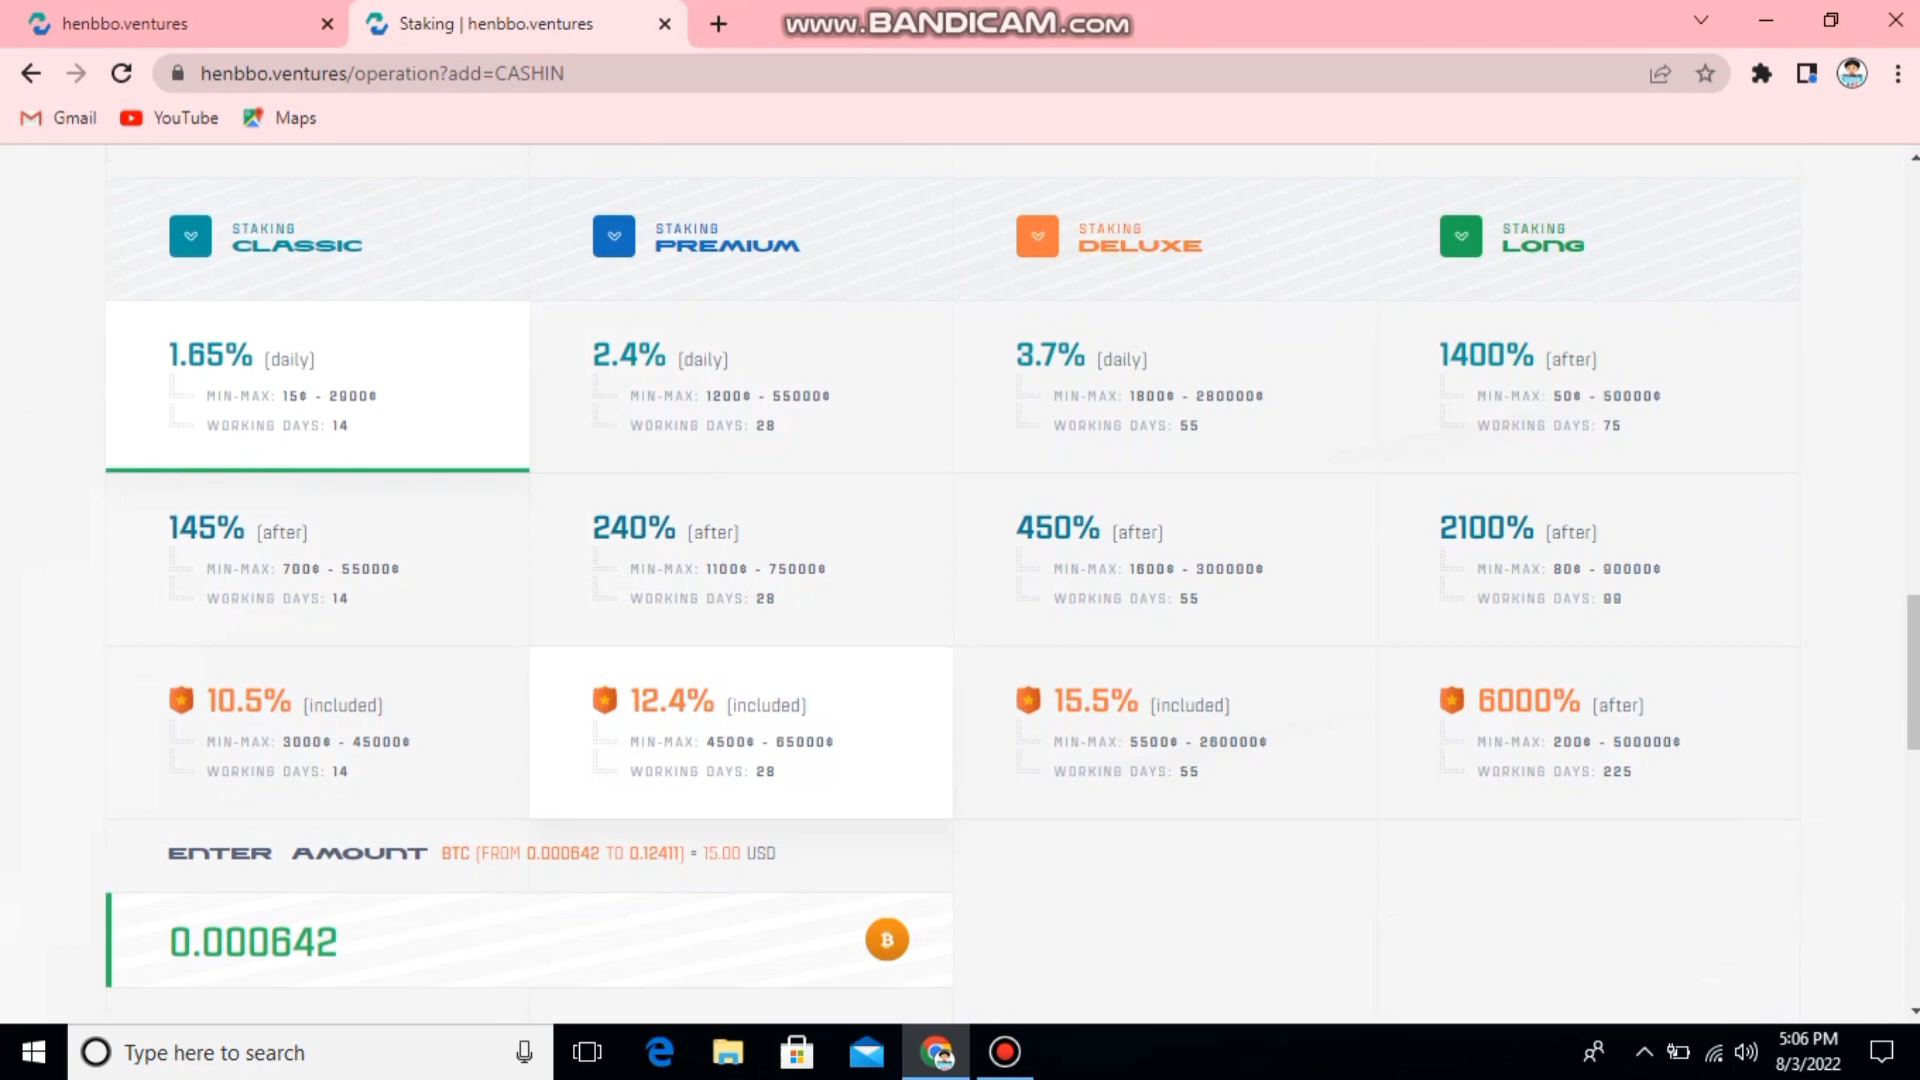 henbbo.ventures
Staking | henbbo.ventures
www.BANDICAM.com
henbbo.ventures/operation?add=CASHIN
Gmail
YouTube
Maps
STAKING
CLASSIC
STAKING
PREMIUM
STAKING
DELUXE
STAKING
LONG
1.65% (daily)
MIN-MAX: 15¢ - 2900¢
WORKING DAYS: 14
2.4% (daily)
MIN-MAX: 1200¢ - 55000¢
WORKING DAYS: 28
3.7% (daily)
MIN-MAX: 1800¢ - 280000¢
WORKING DAYS: 55
1400% (after)
MIN-MAX: 50¢ - 50000¢
WORKING DAYS: 75
145% (after)
MIN-MAX: 700¢ - 55000¢
WORKING DAYS: 14
240% (after)
MIN-MAX: 1100¢ - 75000¢
WORKING DAYS: 28
450% (after)
MIN-MAX: 1600¢ - 300000¢
WORKING DAYS: 55
2100% (after)
MIN-MAX: 80¢ - 90000¢
WORKING DAYS: 99
10.5% (included)
MIN-MAX: 3000¢ - 45000¢
WORKING DAYS: 14
12.4% (included)
MIN-MAX: 4500¢ - 65000¢
WORKING DAYS: 28
15.5% (included)
MIN-MAX: 5500¢ - 260000¢
WORKING DAYS: 55
6000% (after)
MIN-MAX: 200¢ - 500000¢
WORKING DAYS: 225
ENTER AMOUNT BTC (FROM 0.000642 TO 0.12411) = 15.00 USD
0.000642
Type here to search
5:06 PM
8/3/2022